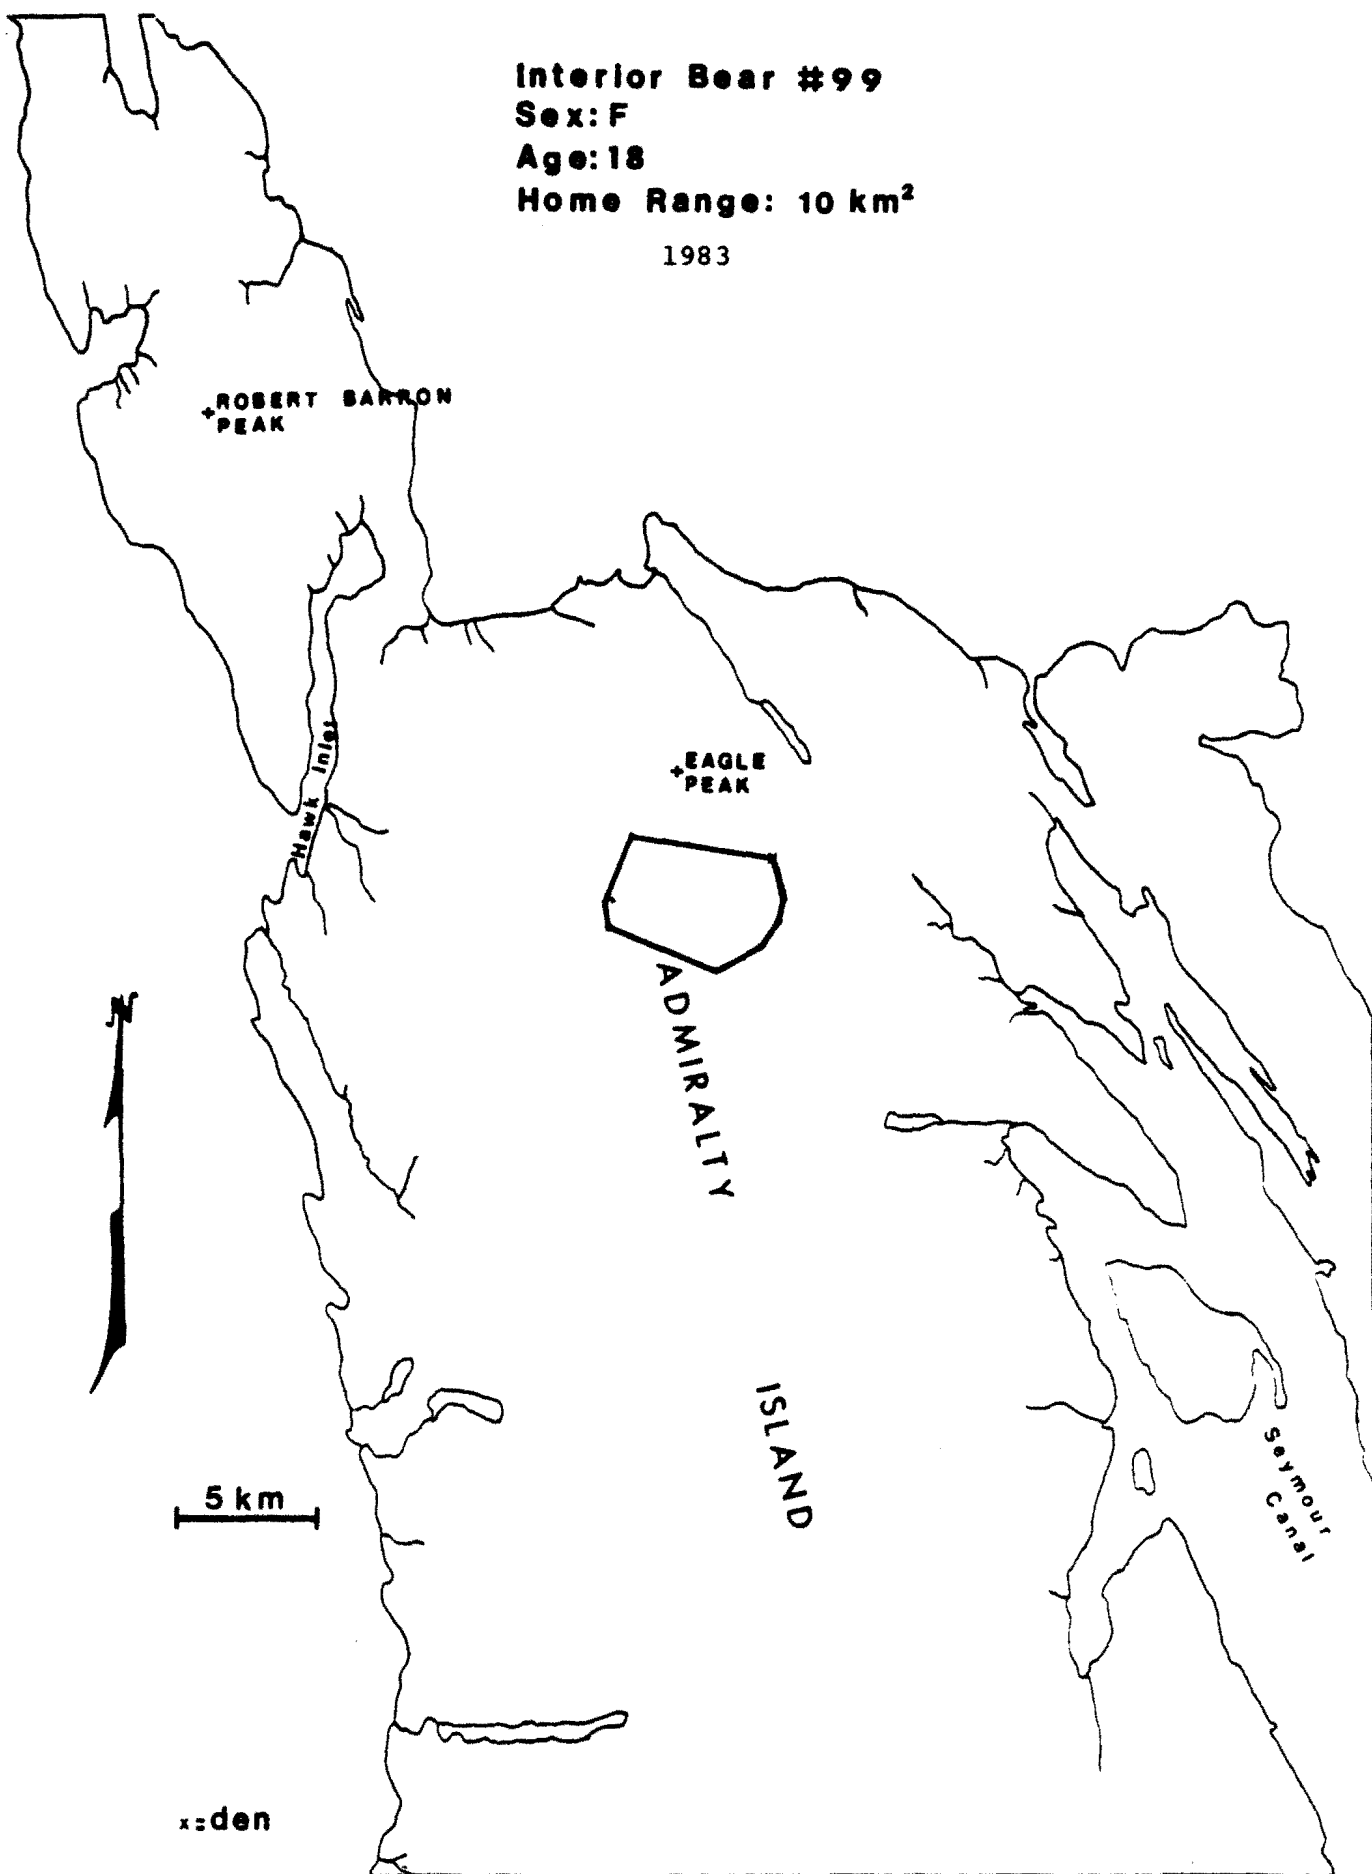 Interior Bear #99
Sex: F
Age: 18
Home Range: 10 km²
1983
ROBERT BARRON
PEAK
Hawk Inlet
EAGLE
PEAK
N
ADMIRALTY
ISLAND
Seymour
Canal
5 km
x=den